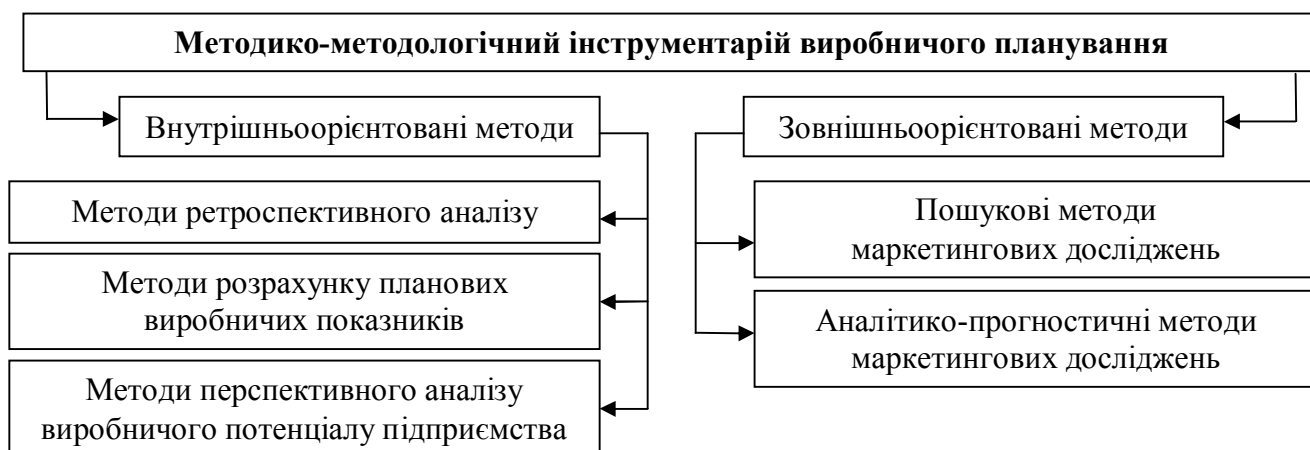 Методико-методологічний інструментарій виробничого планування
Внутрішньоорієнтовані методи
Методи ретроспективного аналізу
Методи розрахунку планових
виробничих показників
Методи перспективного аналізу
виробничого потенціалу підприємства
Зовнішньоорієнтовані методи
Пошукові методи
маркетингових досліджень
Аналітико-прогностичні методи
маркетингових досліджень